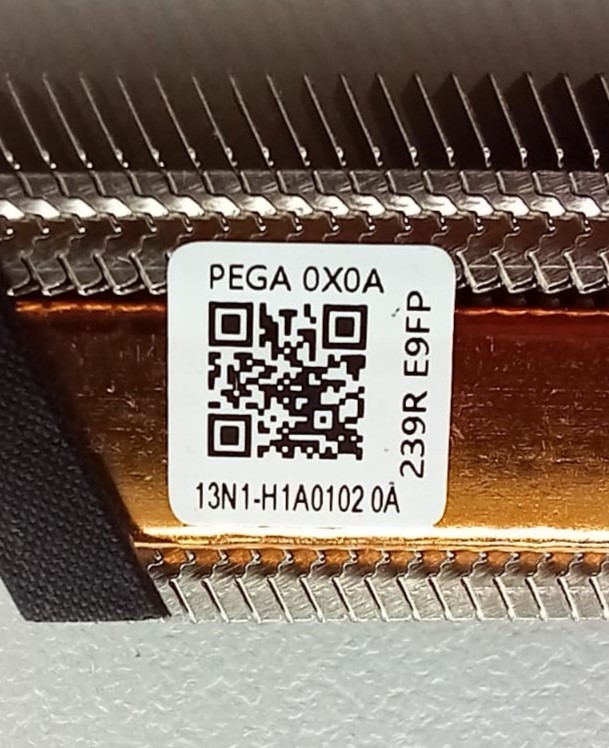 PEGA 0X0A
239R E9FP
13N1-H1A0102 0A